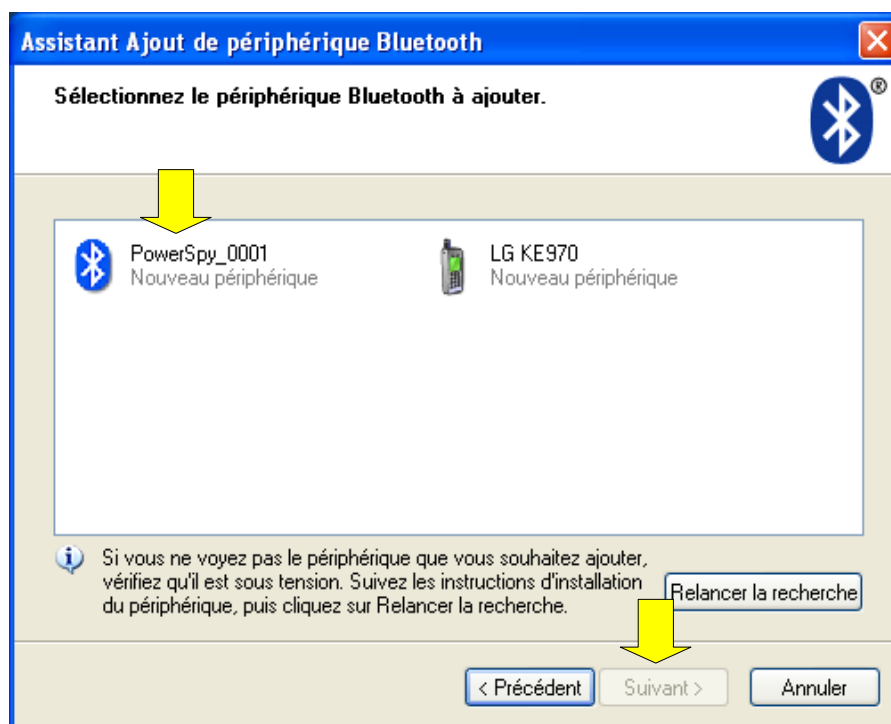 Assistant Ajout de périphérique Bluetooth
Sélectionnez le périphérique Bluetooth à ajouter.
®
PowerSpy_0001
Nouveau périphérique
LG KE970
Nouveau périphérique
Si vous ne voyez pas le périphérique que vous souhaitez ajouter,
vérifiez qu'il est sous tension. Suivez les instructions d'installation
du périphérique, puis cliquez sur Relancer la recherche.
Relancer la recherche
< Précédent
Suivant >
Annuler